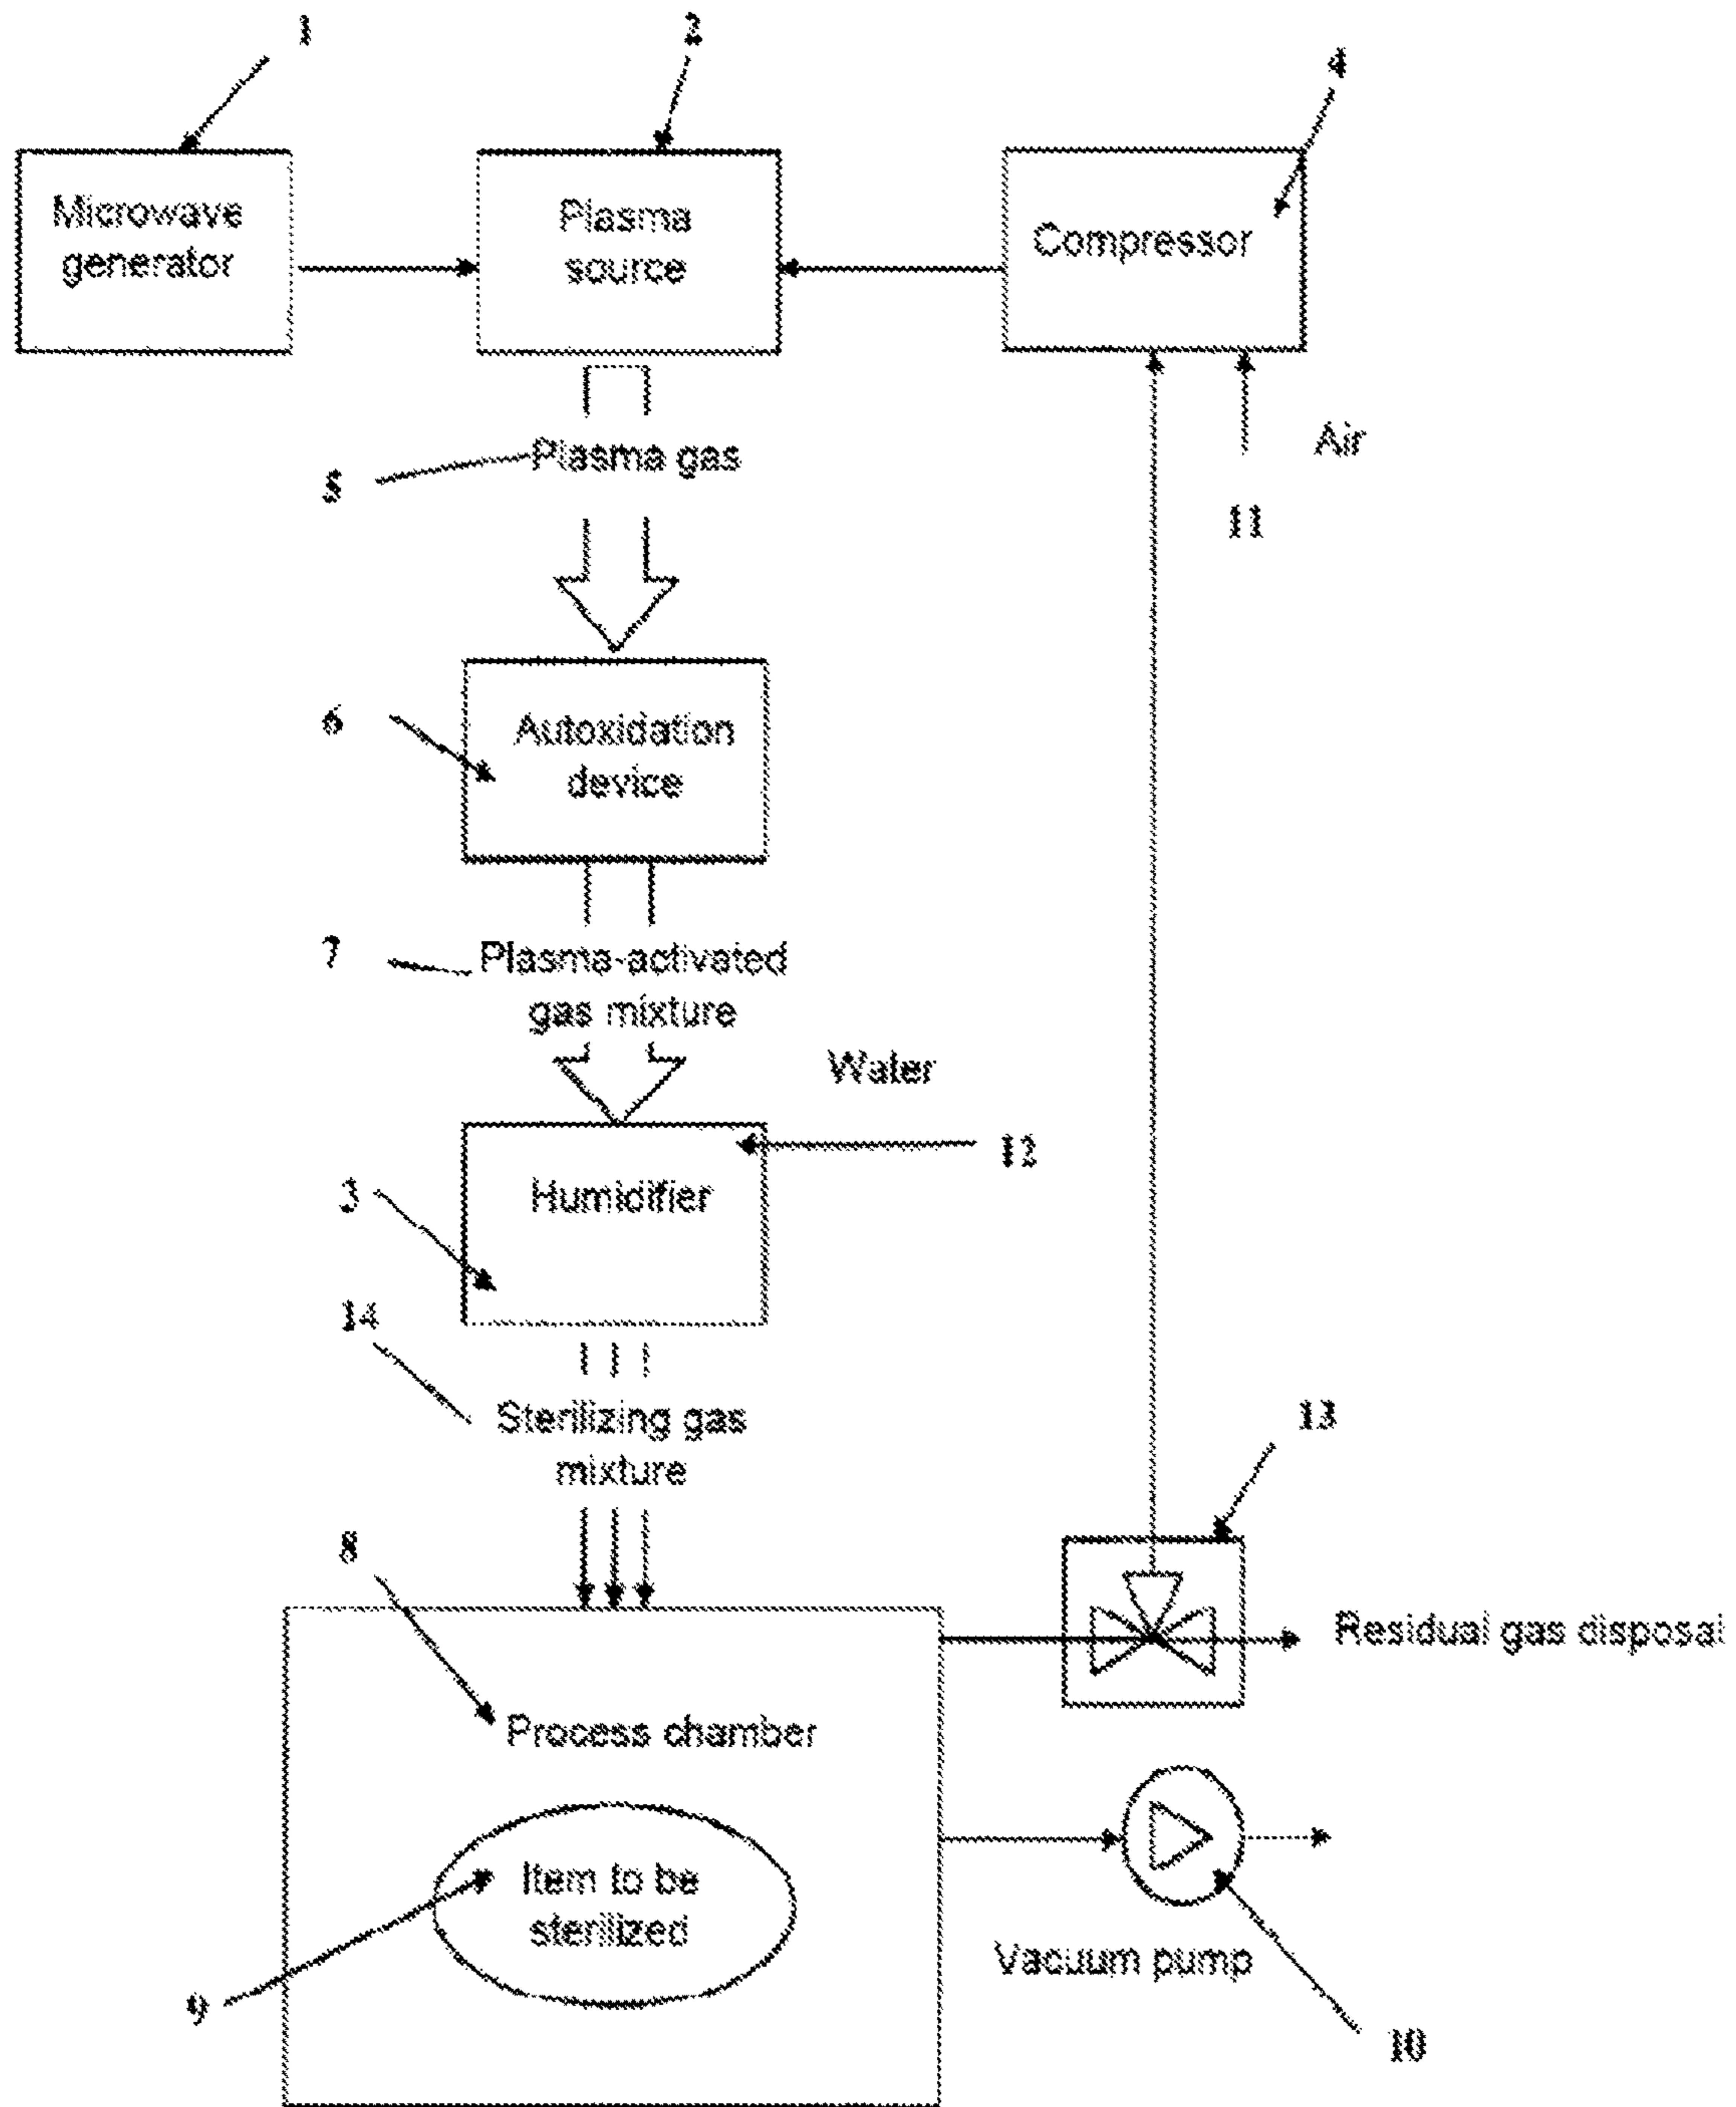 1
2
4
Microwave
generator
Plasma
source
Compressor
5
Plasma gas
Air
11
6
Autoxidation
device
7
Plasma-activated
gas mixture
Water
12
3
Humidifier
14
Sterilizing gas
mixture
13
8
Residual gas disposal
Process chamber
Item to be
sterilized
9
Vacuum pump
10